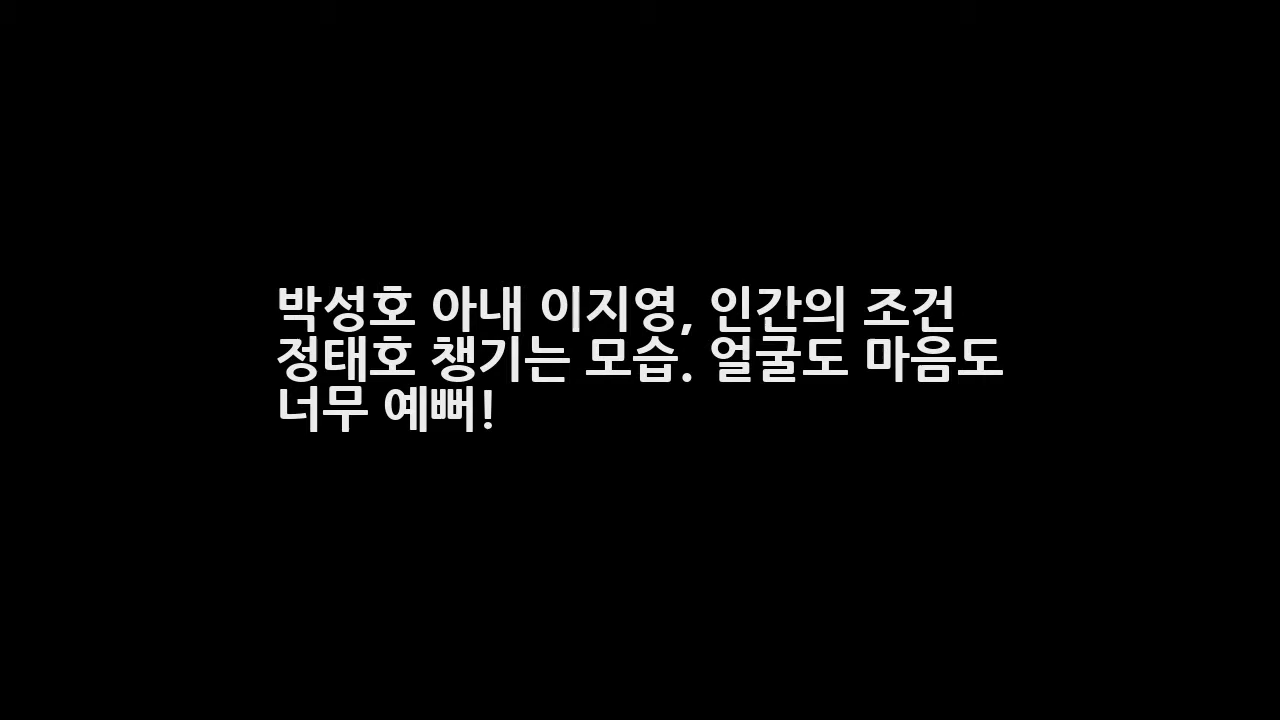 박성호 아내 이지영, 인간의 조건
정태호 챙기는 모습. 얼굴도 마음도
너무 예뻐!